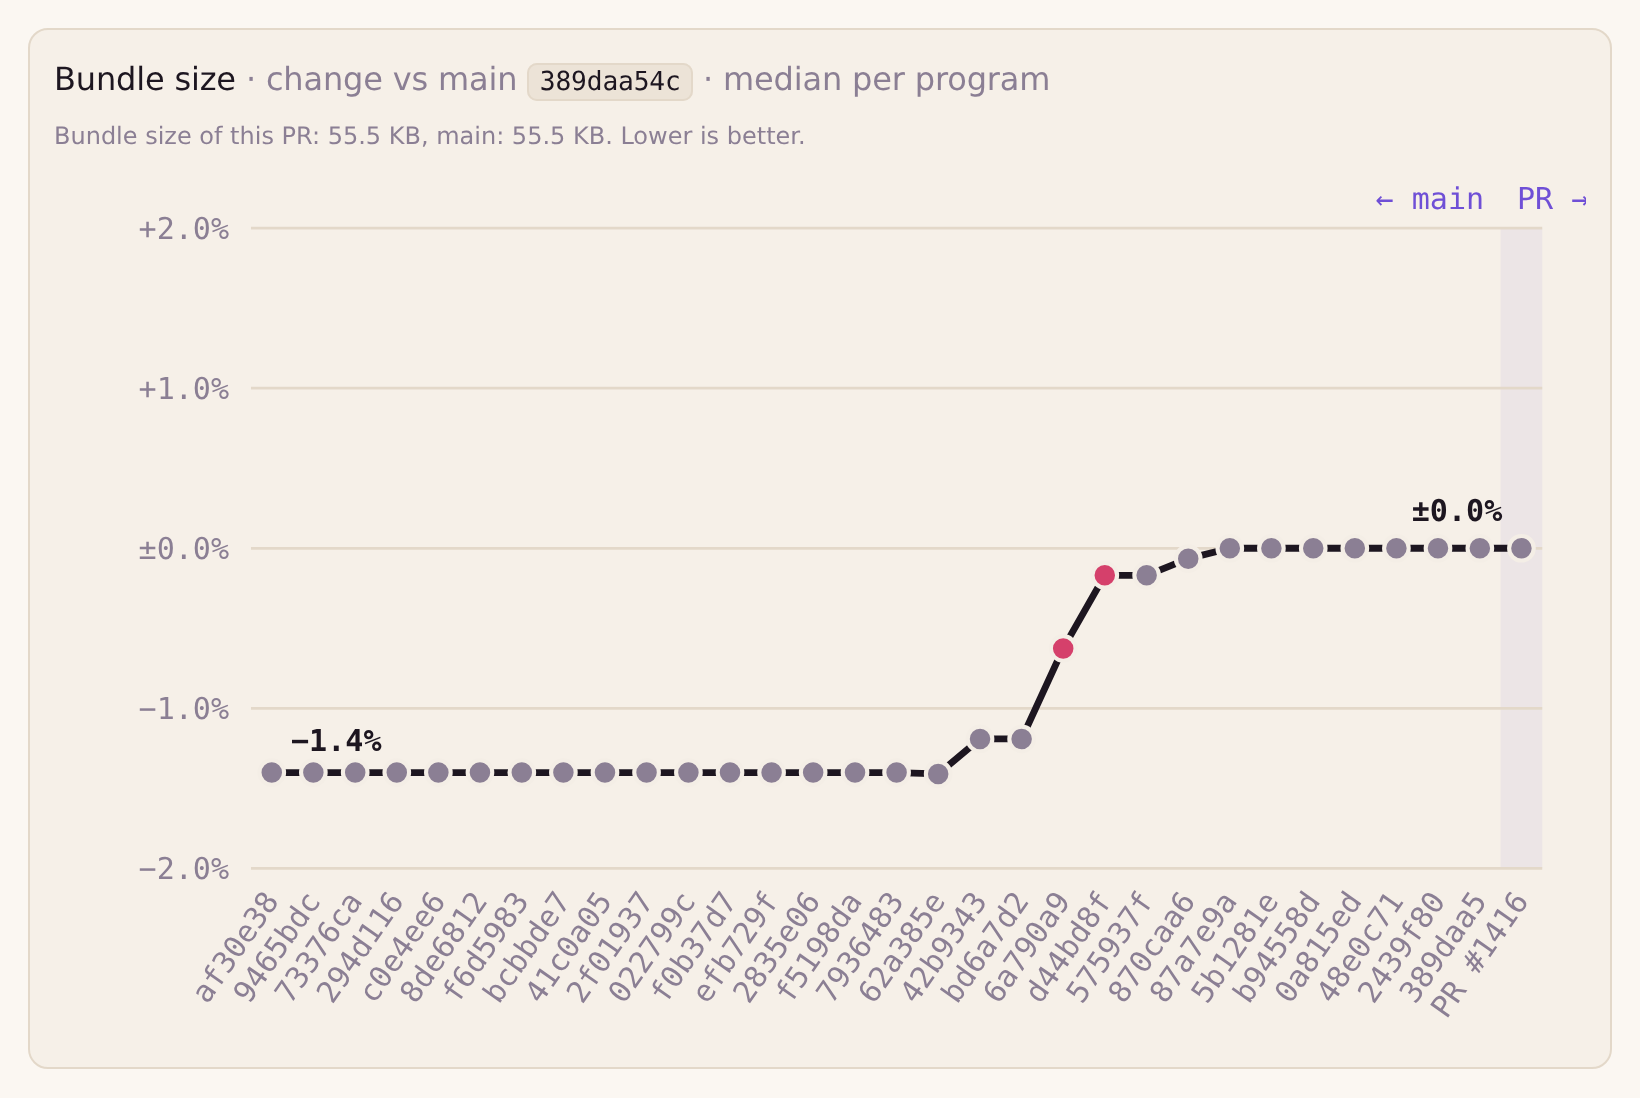 Bundle size · change vs main 389daa54c · median per program
Bundle size of this PR: 55.5 KB, main: 55.5 KB. Lower is better.
← main PR →
+2.0%
+1.0%
±0.0%
−1.0%
−2.0%
−1.4%
±0.0%
af30e38
9465bdc
73376ca
294d116
c0e4ee6
8de6812
f6d5983
bcbbde7
41c0a05
2f01937
022799c
f0b37d7
efb729f
2835e06
f5198da
7936483
62a385e
42b9343
bd6a7d2
6a790a9
d44bd8f
575937f
870caa6
87a7e9a
5b1281e
b9458d
0a815ed
48e0c71
2439f80
389daa5
PR #1416